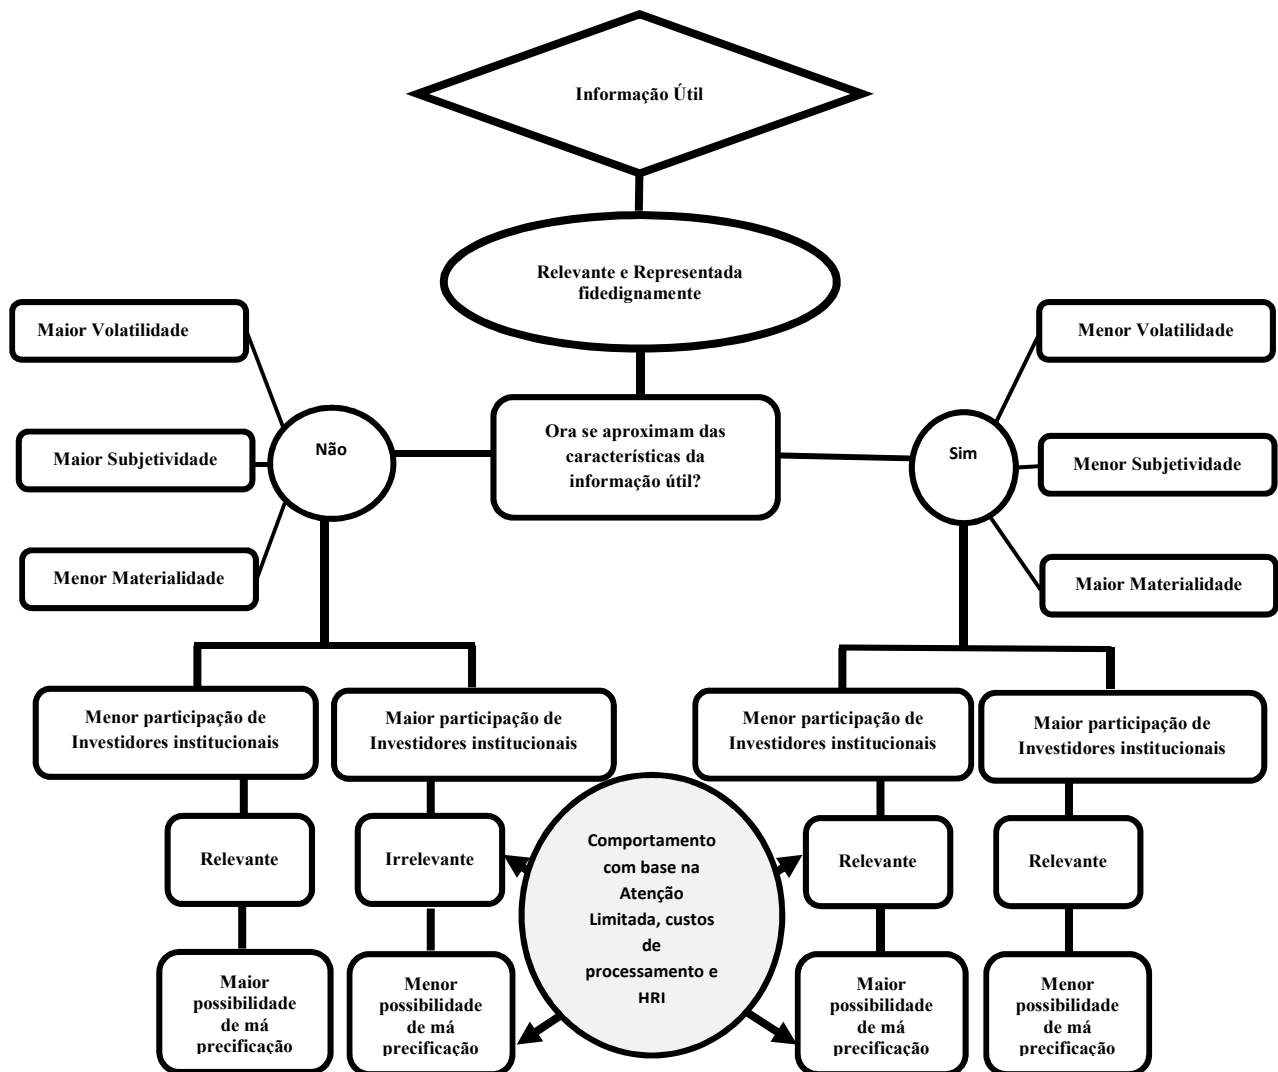 Informação Útil
Relevante e Representada
fidedignamente
Maior Volatilidade
Menor Volatilidade
Ora se aproximam das
características da
informação útil?
Não
Sim
Maior Subjetividade
Menor Subjetividade
Menor Materialidade
Maior Materialidade
Menor participação de
Investidores institucionais
Maior participação de
Investidores institucionais
Menor participação de
Investidores institucionais
Maior participação de
Investidores institucionais
Relevante
Irrelevante
Comportamento
com base na
Atenção
Limitada, custos
de
processamento e
HRI
Relevante
Relevante
Maior
possibilidade
de má
precificação
Menor
possibilidade
de má
precificação
Maior
possibilidade
de má
precificação
Menor
possibilidade
de má
precificação